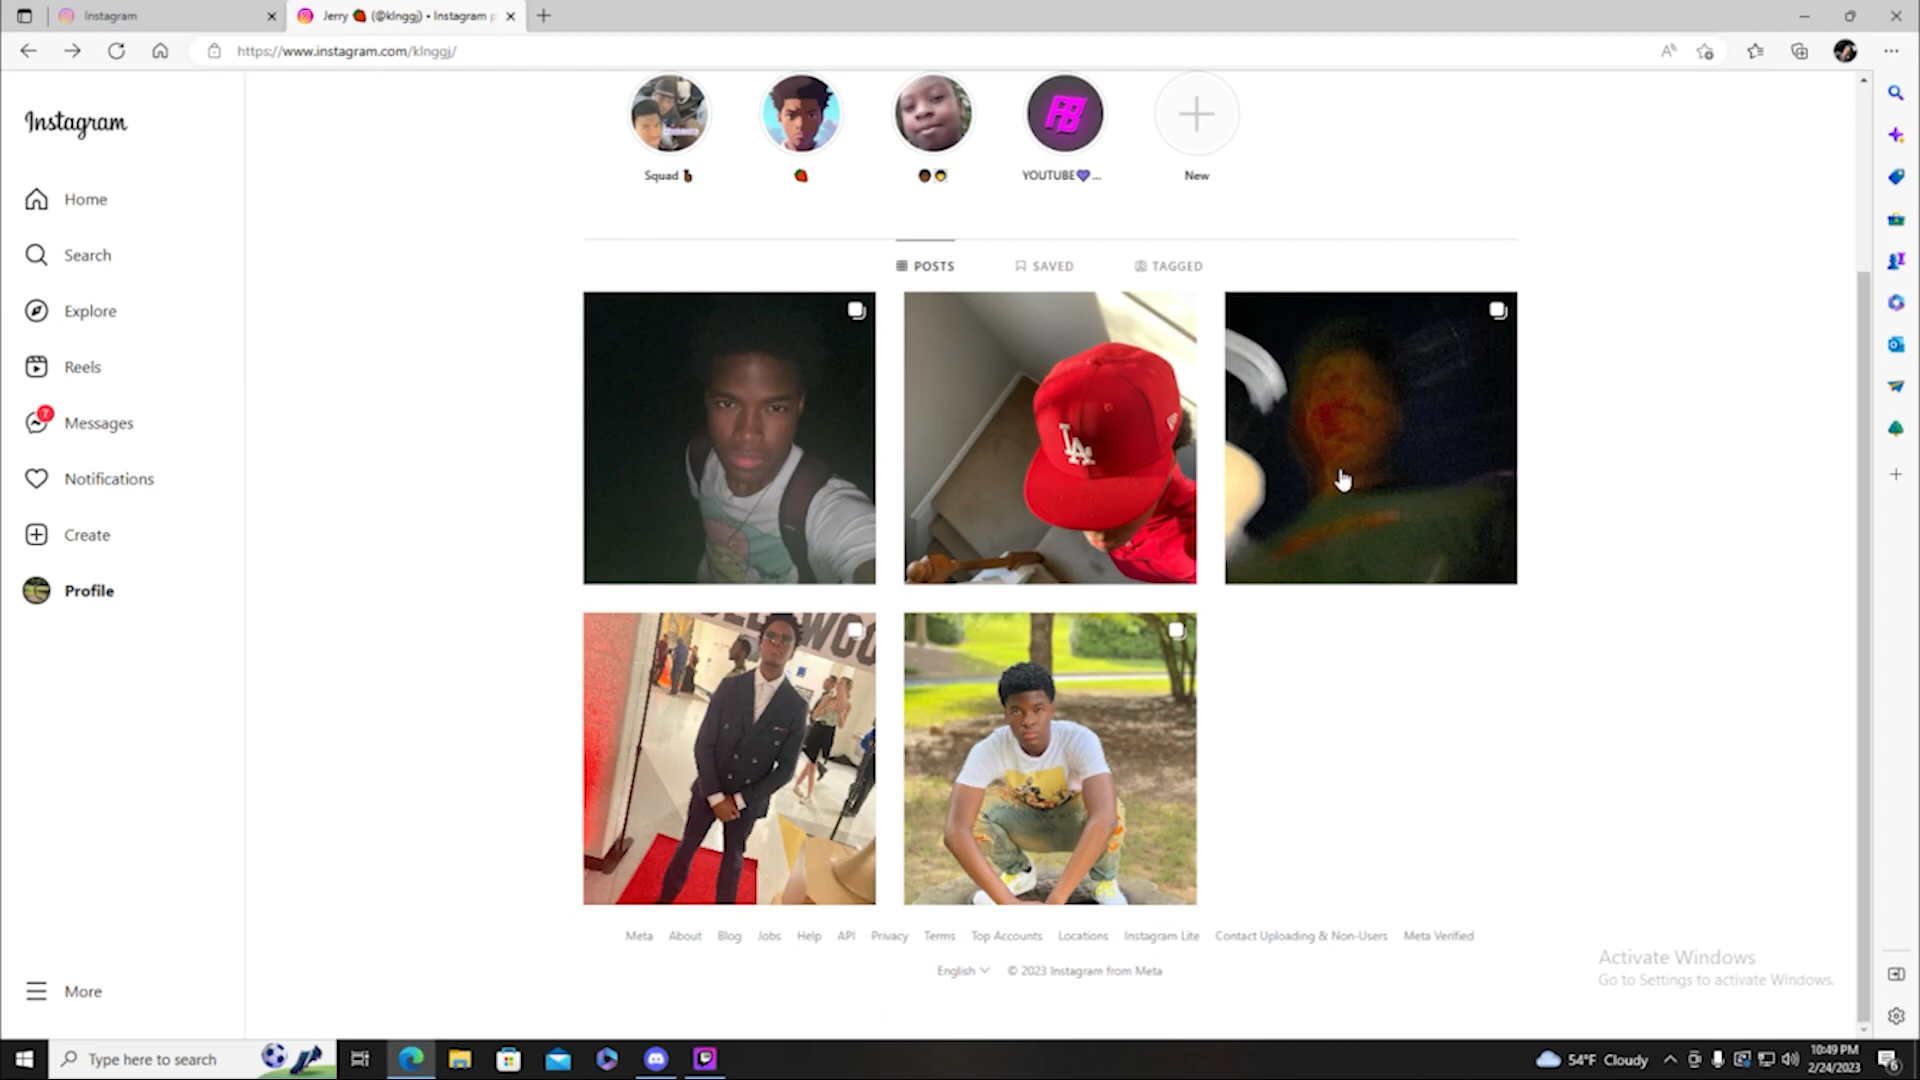 Instagram
Jerry 🍓 (@klnggj) • Instagram p
https://www.instagram.com/klnggj/
Instagram
Home
Search
Explore
Reels
7
Messages
Notifications
Create
Profile
More
Squad
🍓
YOUTUBE💜...
New
POSTS
SAVED
TAGGED
LA
Meta About Blog Jobs Help API Privacy Terms Top Accounts Locations Instagram Lite Contact Uploading & Non-Users Meta Verified
English © 2023 Instagram from Meta
Activate Windows
Go to Settings to activate Windows.
Type here to search
54°F Cloudy
10:49 PM
2/24/2023
6